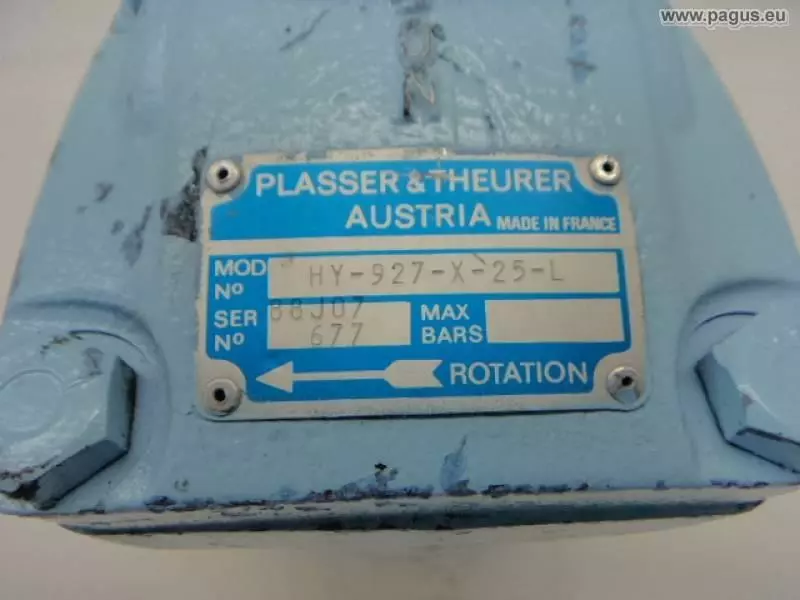 www.pagus.eu
PLASSER & THEURER
AUSTRIA MADE IN FRANCE
MOD Nº HY-927-X-25-L
SER Nº 88J07 677
MAX BARS
ROTATION